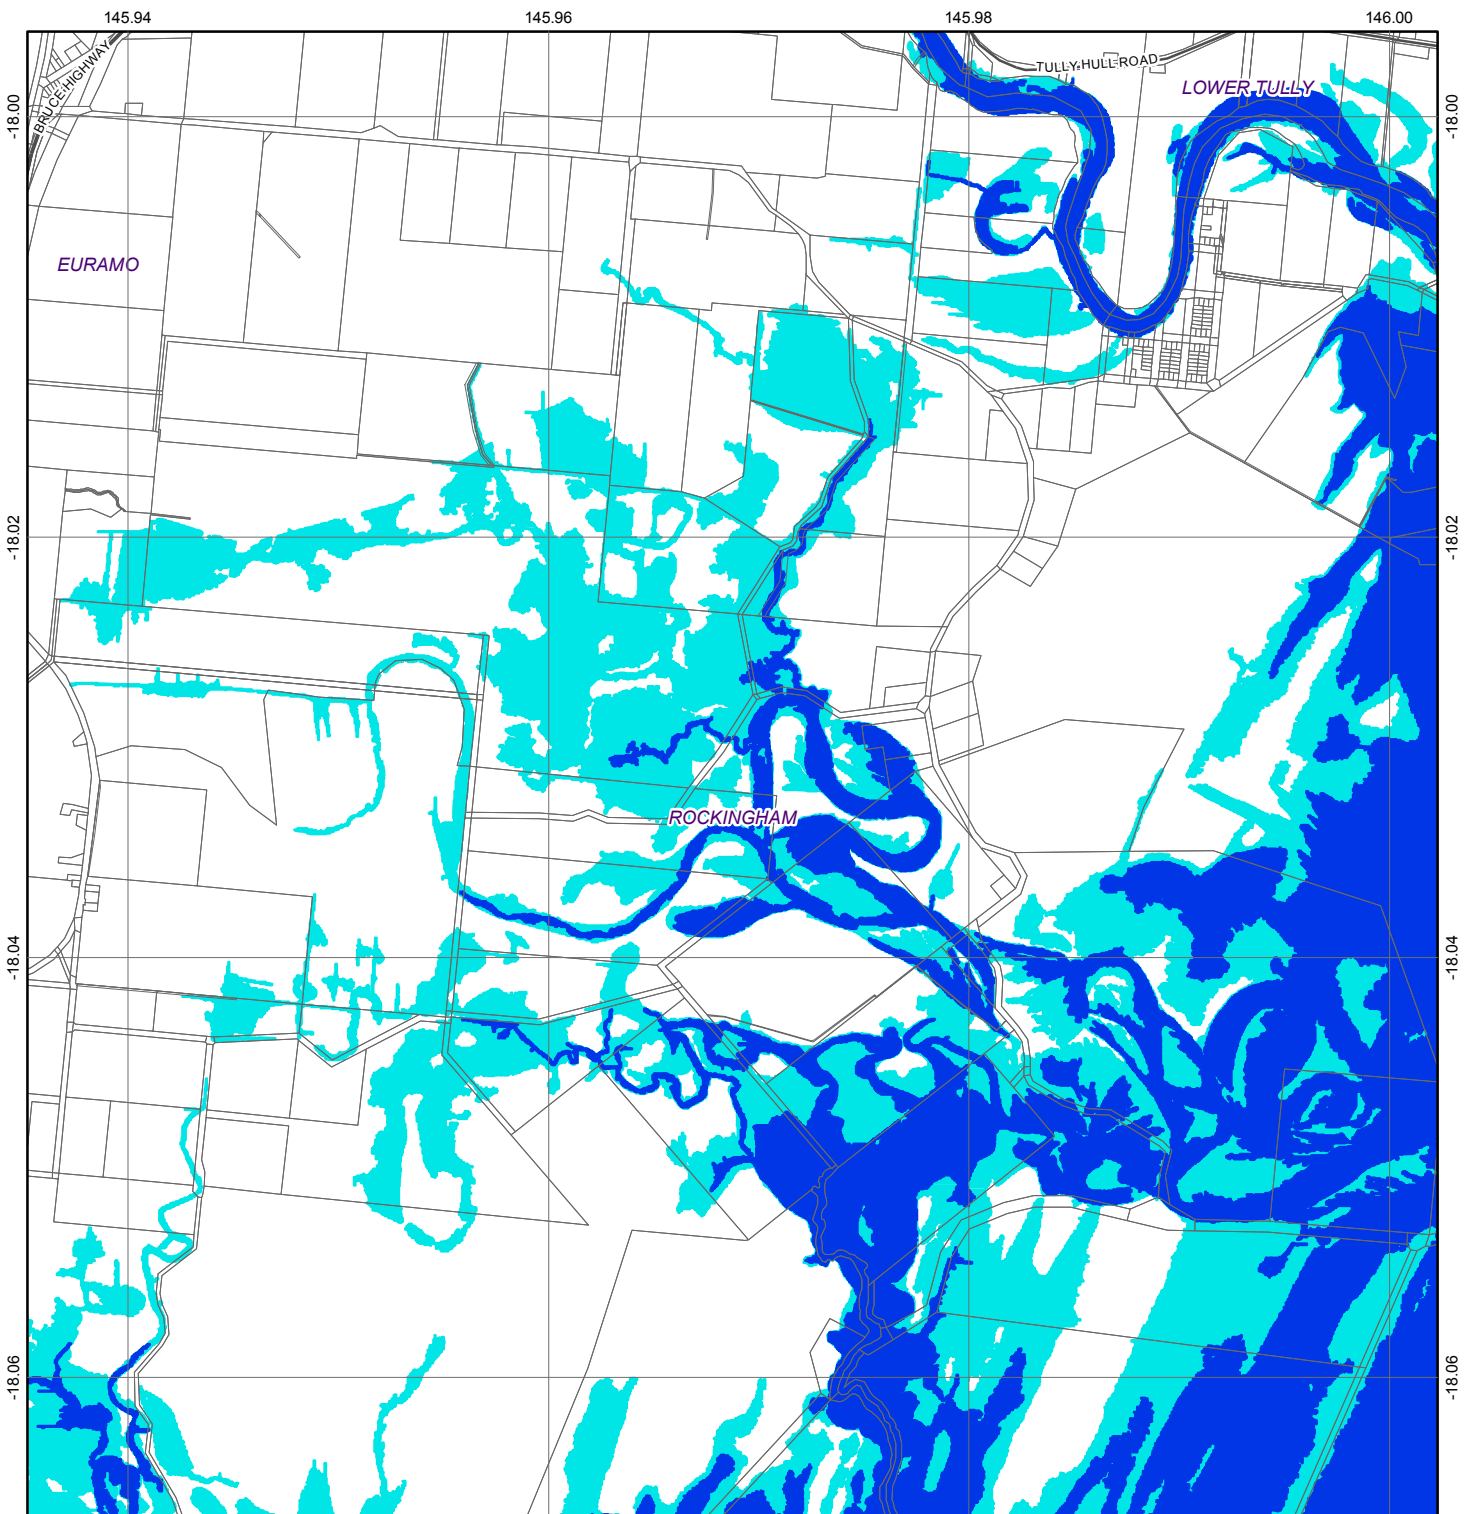 145.94 145.96 145.98 146.00
BRUCE HIGHWAY
TULLY HULL ROAD
LOWER TULLY
-18.00 -18.00
EURAMO
-18.02 -18.02
ROCKINGHAM
-18.04 -18.04
-18.06 -18.06